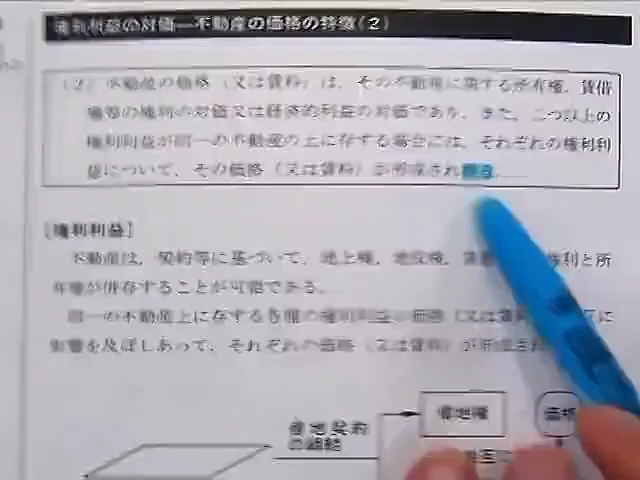 権利利益の対価―不動産の価格の特徴(2)
(2) 不動産の価格(又は賃料)は、その不動産に関する所有権、賃借
権等の権利の対価又は経済的利益の対価であり、また、二つ以上の
権利利益が同一の不動産の上に存する場合には、それぞれの権利利
益について、その価格(又は賃料)が形成され得る。
[権利利益]
不動産は、契約等に基づいて、地上権、地役権、権利と所
有権が併存することが可能である。
同一の不動産上に存する各種の権利利益の価格(又は賃料に
影響を及ぼしあって、それぞれの価格(又は賃料)が形成され
借地契約
の締結
借地権
価格